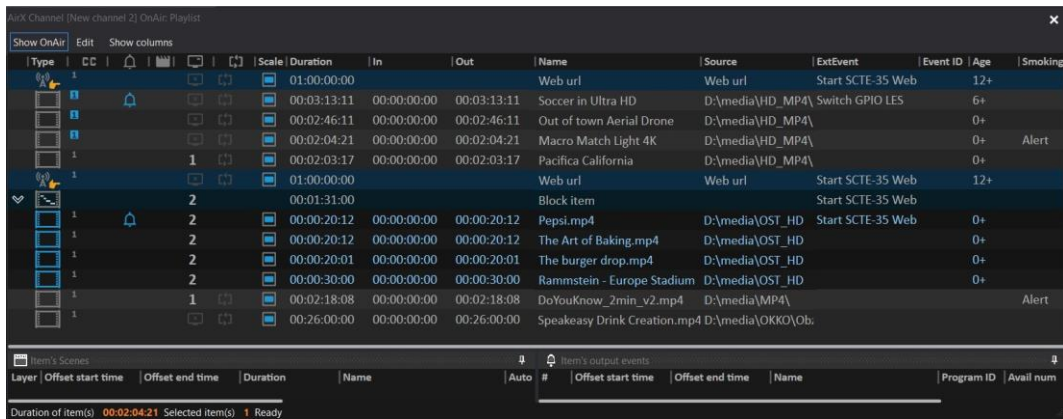 AirX Channel [New channel 2] OnAir: Playlist
Show OnAir Edit Show columns
Type CC Scale Duration In Out Name Source ExtEvent Event ID Age Smoking
1 01:00:00:00 Web url Web url Start SCTE-35 Web 12+
1 00:03:13:11 00:00:00:00 00:03:13:11 Soccer in Ultra HD D:\media\HD_MP4\ Switch GPIO LES 6+
1 00:02:46:11 00:00:00:00 00:02:46:11 Out of town Aerial Drone D:\media\HD_MP4\ 0+
1 00:02:04:21 00:00:00:00 00:02:04:21 Macro Match Light 4K D:\media\HD_MP4\ 0+ Alert
1 1 00:02:03:17 00:00:00:00 00:02:03:17 Pacifica California D:\media\HD_MP4\ 0+
1 01:00:00:00 Web url Web url Start SCTE-35 Web 12+
2 00:01:31:00 Block item Start SCTE-35 Web
1 2 00:00:20:12 00:00:00:00 00:00:20:12 Pepsi.mp4 D:\media\OST_HD Start SCTE-35 Web 0+
1 2 00:00:20:12 00:00:00:00 00:00:20:12 The Art of Baking.mp4 D:\media\OST_HD 0+
1 2 00:00:20:01 00:00:00:00 00:00:20:01 The burger drop.mp4 D:\media\OST_HD 0+
1 2 00:00:30:00 00:00:00:00 00:00:30:00 Rammstein - Europe Stadium D:\media\OST_HD 0+
1 1 00:02:18:08 00:00:00:00 00:02:18:08 DoYouKnow_2min_v2.mp4 D:\media\MP4\ Alert
1 00:26:00:00 00:00:00:00 00:26:00:00 Speakeasy Drink Creation.mp4 D:\media\OKKO\Oba
Item's Scenes Item's output events
Layer Offset start time Offset end time Duration Name Auto # Offset start time Offset end time Name Program ID Avail num
Duration of item(s) 00:02:04:21 Selected item(s) 1 Ready